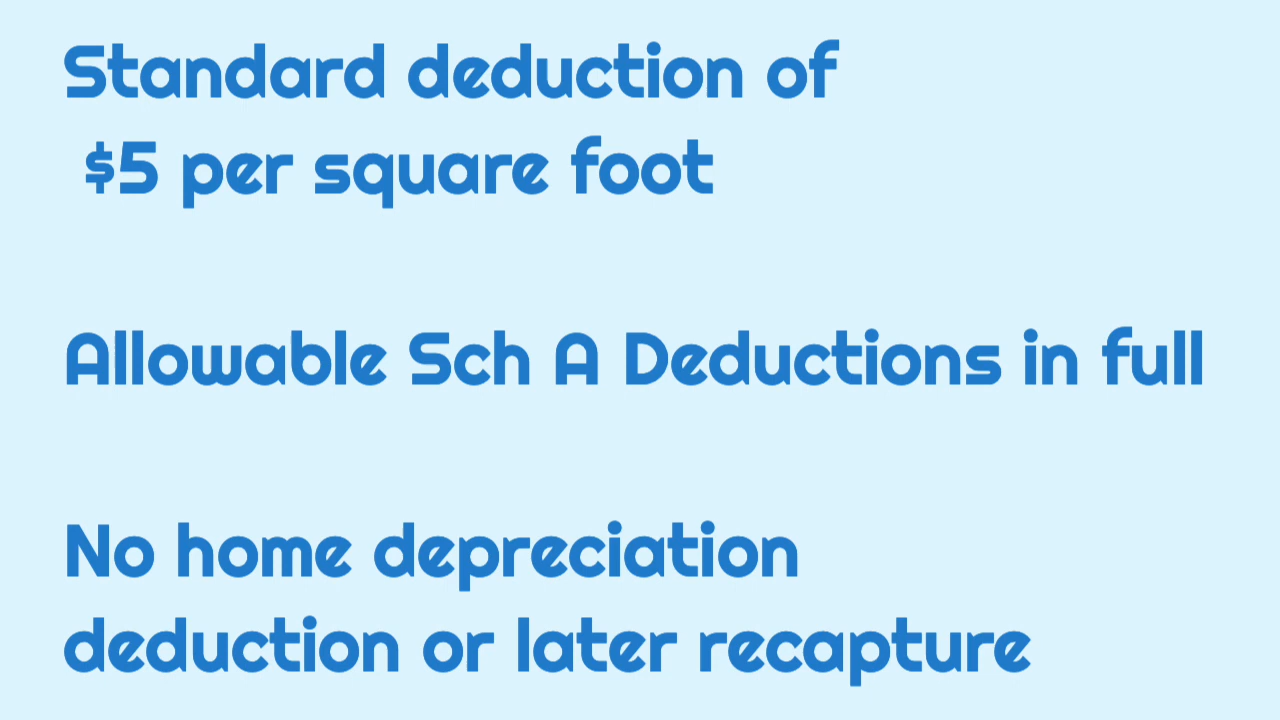 Standard deduction of
$5 per square foot
Allowable Sch A Deductions in full
No home depreciation
deduction or later recapture